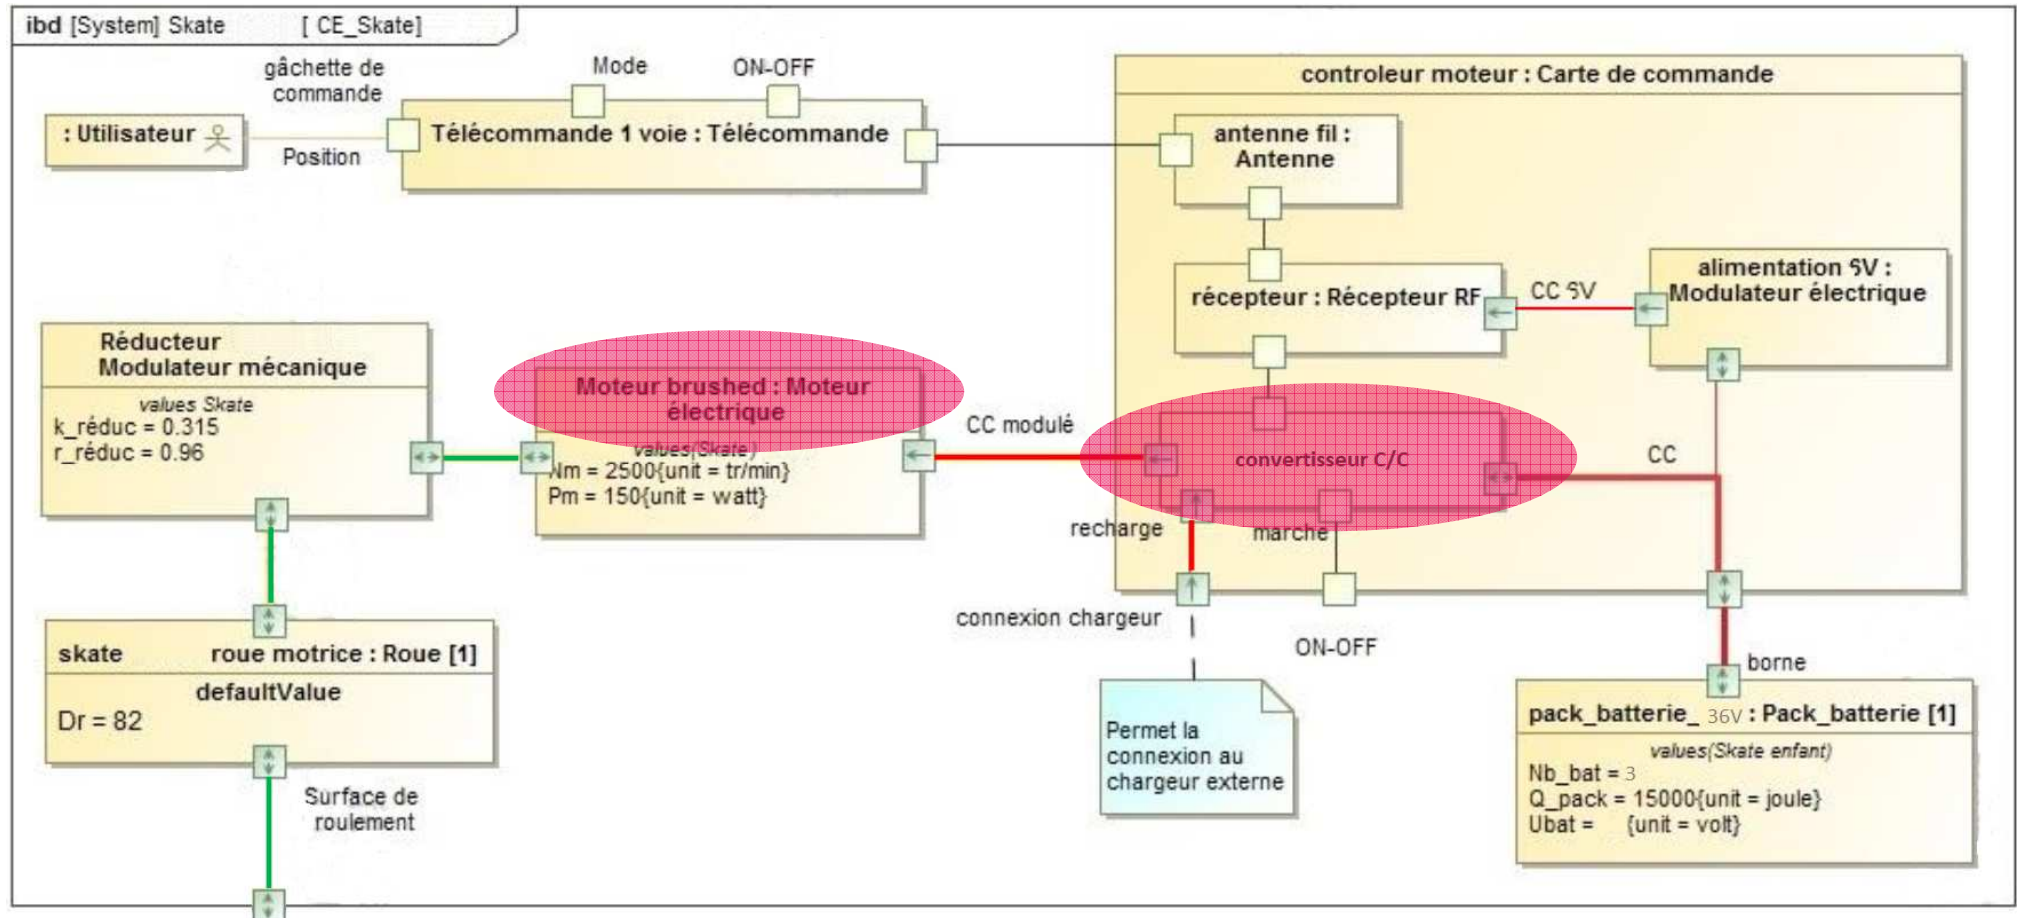 ibd [System] Skate [ CE_Skate]
gâchette de
commande
Mode
ON-OFF
: Utilisateur
Position
Télécommande 1 voie : Télécommande
controleur moteur : Carte de commande
antenne fil :
Antenne
récepteur : Récepteur RF
CC 5V
alimentation 5V :
Modulateur électrique
Réducteur
Modulateur mécanique
values Skate
k_réduc = 0.315
r_réduc = 0.96
Moteur brushed : Moteur
électrique
values(Skate)
Nm = 2500{unit = tr/min}
Pm = 150{unit = watt}
CC modulé
convertisseur C/C
CC
recharge
marche
connexion chargeur
ON-OFF
skate roue motrice : Roue [1]
defaultValue
Dr = 82
Surface de
roulement
Permet la
connexion au
chargeur externe
borne
pack_batterie_ 36V : Pack_batterie [1]
values(Skate enfant)
Nb_bat = 3
Q_pack = 15000{unit = joule}
Ubat = {unit = volt}